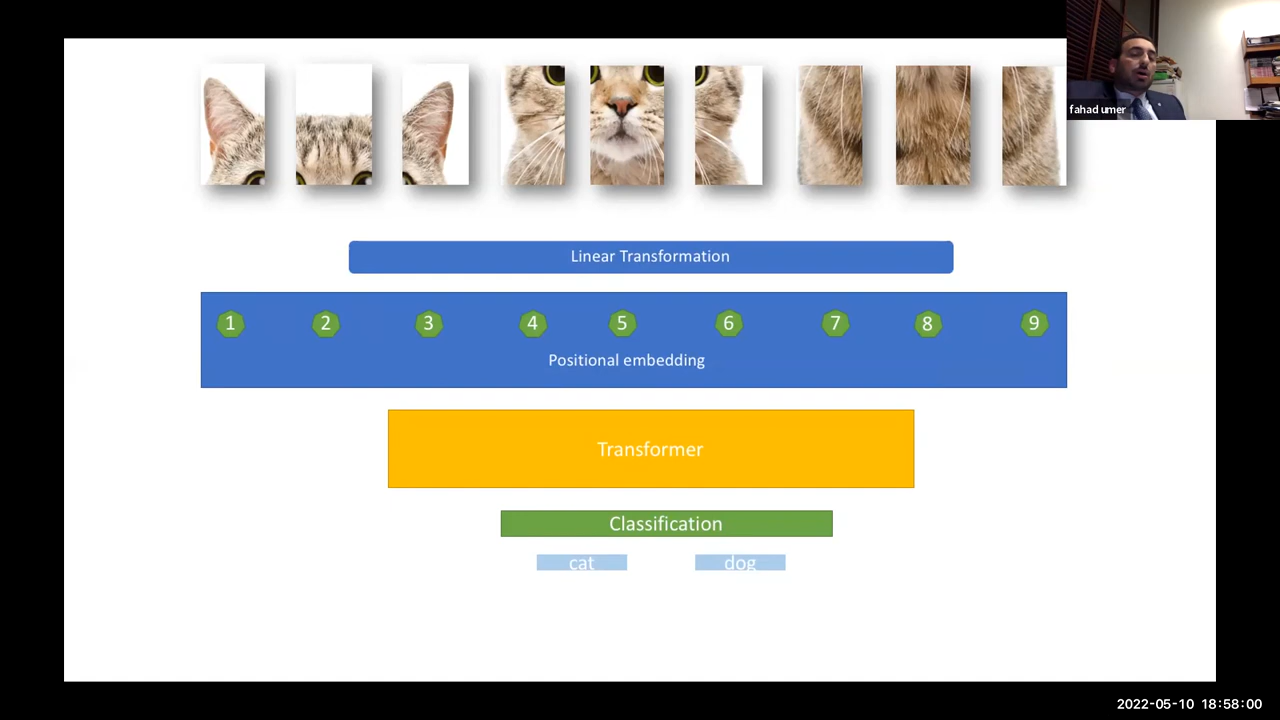 fahad umer
Linear Transformation
1 2 3 4 5 6 7 8 9
Positional embedding
Transformer
Classification
cat dog
2022-05-10 18:58:00